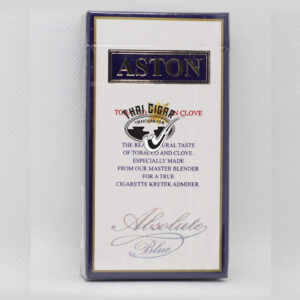 ASTON
CLOVE
THAI CIGAR
THE TASTE
OF TOBACCO AND CLOVE.
ESPECIALLY MADE
FROM OUR MASTER BLENDER
FOR A TRUE
CIGARETTE KRETEK ADMIRER.
Absolute
Blue